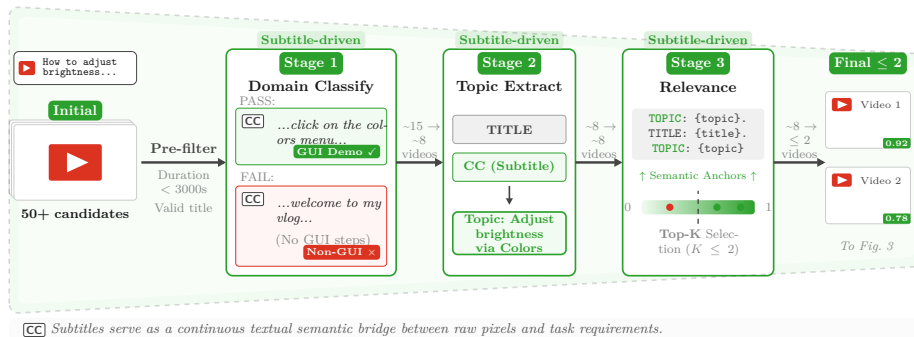 How to adjust
brightness...
Initial
50+ candidates
Pre-filter
Duration
< 3000s
Valid title
Subtitle-driven
Stage 1
Domain Classify
PASS:
CC ...click on the col-
ors menu...
GUI Demo ✓
FAIL:
CC ...welcome to my
vlog...
(No GUI steps)
Non-GUI ×
~15 →
~8
videos
Subtitle-driven
Stage 2
Topic Extract
TITLE
CC (Subtitle)
Topic: Adjust
brightness
via Colors
~8 →
~8
videos
Subtitle-driven
Stage 3
Relevance
TOPIC: {topic}.
TITLE: {title}.
TOPIC: {topic}
↑ Semantic Anchors ↑
0 1
Top-K Selec-
tion (K ≤ 2)
~8 →
≤ 2
videos
Final ≤ 2
Video 1
0.92
Video 2
0.78
To Fig. 3
CC Subtitles serve as a continuous textual semantic bridge between raw pixels and task requirements.